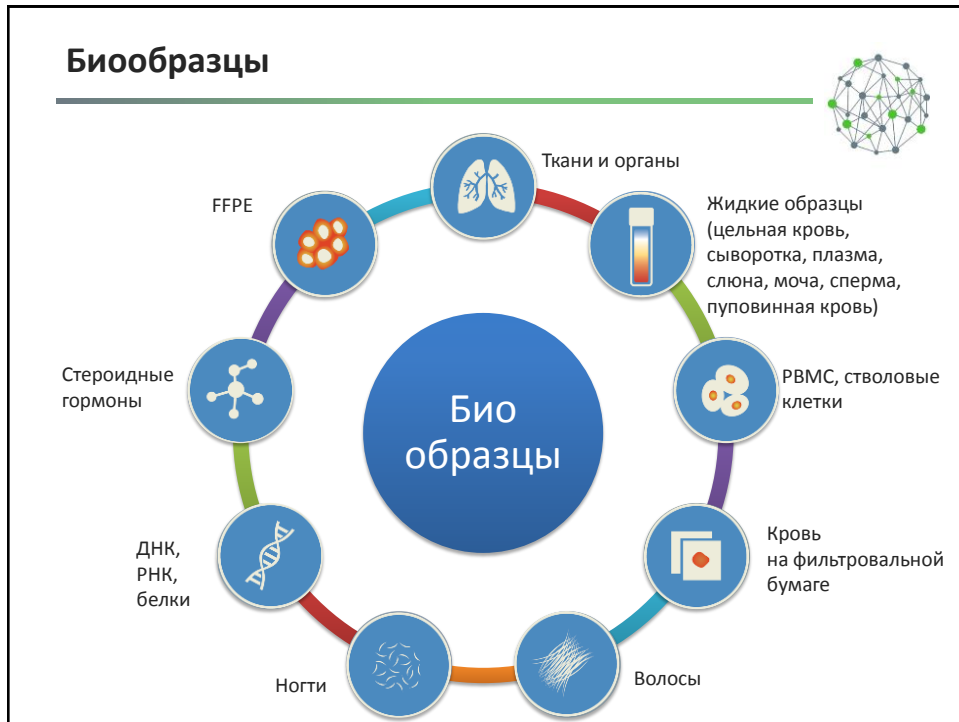 Биообразцы
Ткани и органы
Жидкие образцы
(цельная кровь,
сыворотка, плазма,
слюна, моча, сперма,
пуповинная кровь)
PBMC, стволовые
клетки
Кровь
на фильтровальной
бумаге
Волосы
Ногти
ДНК,
РНК,
белки
Стероидные
гормоны
FFPE
Био
образцы